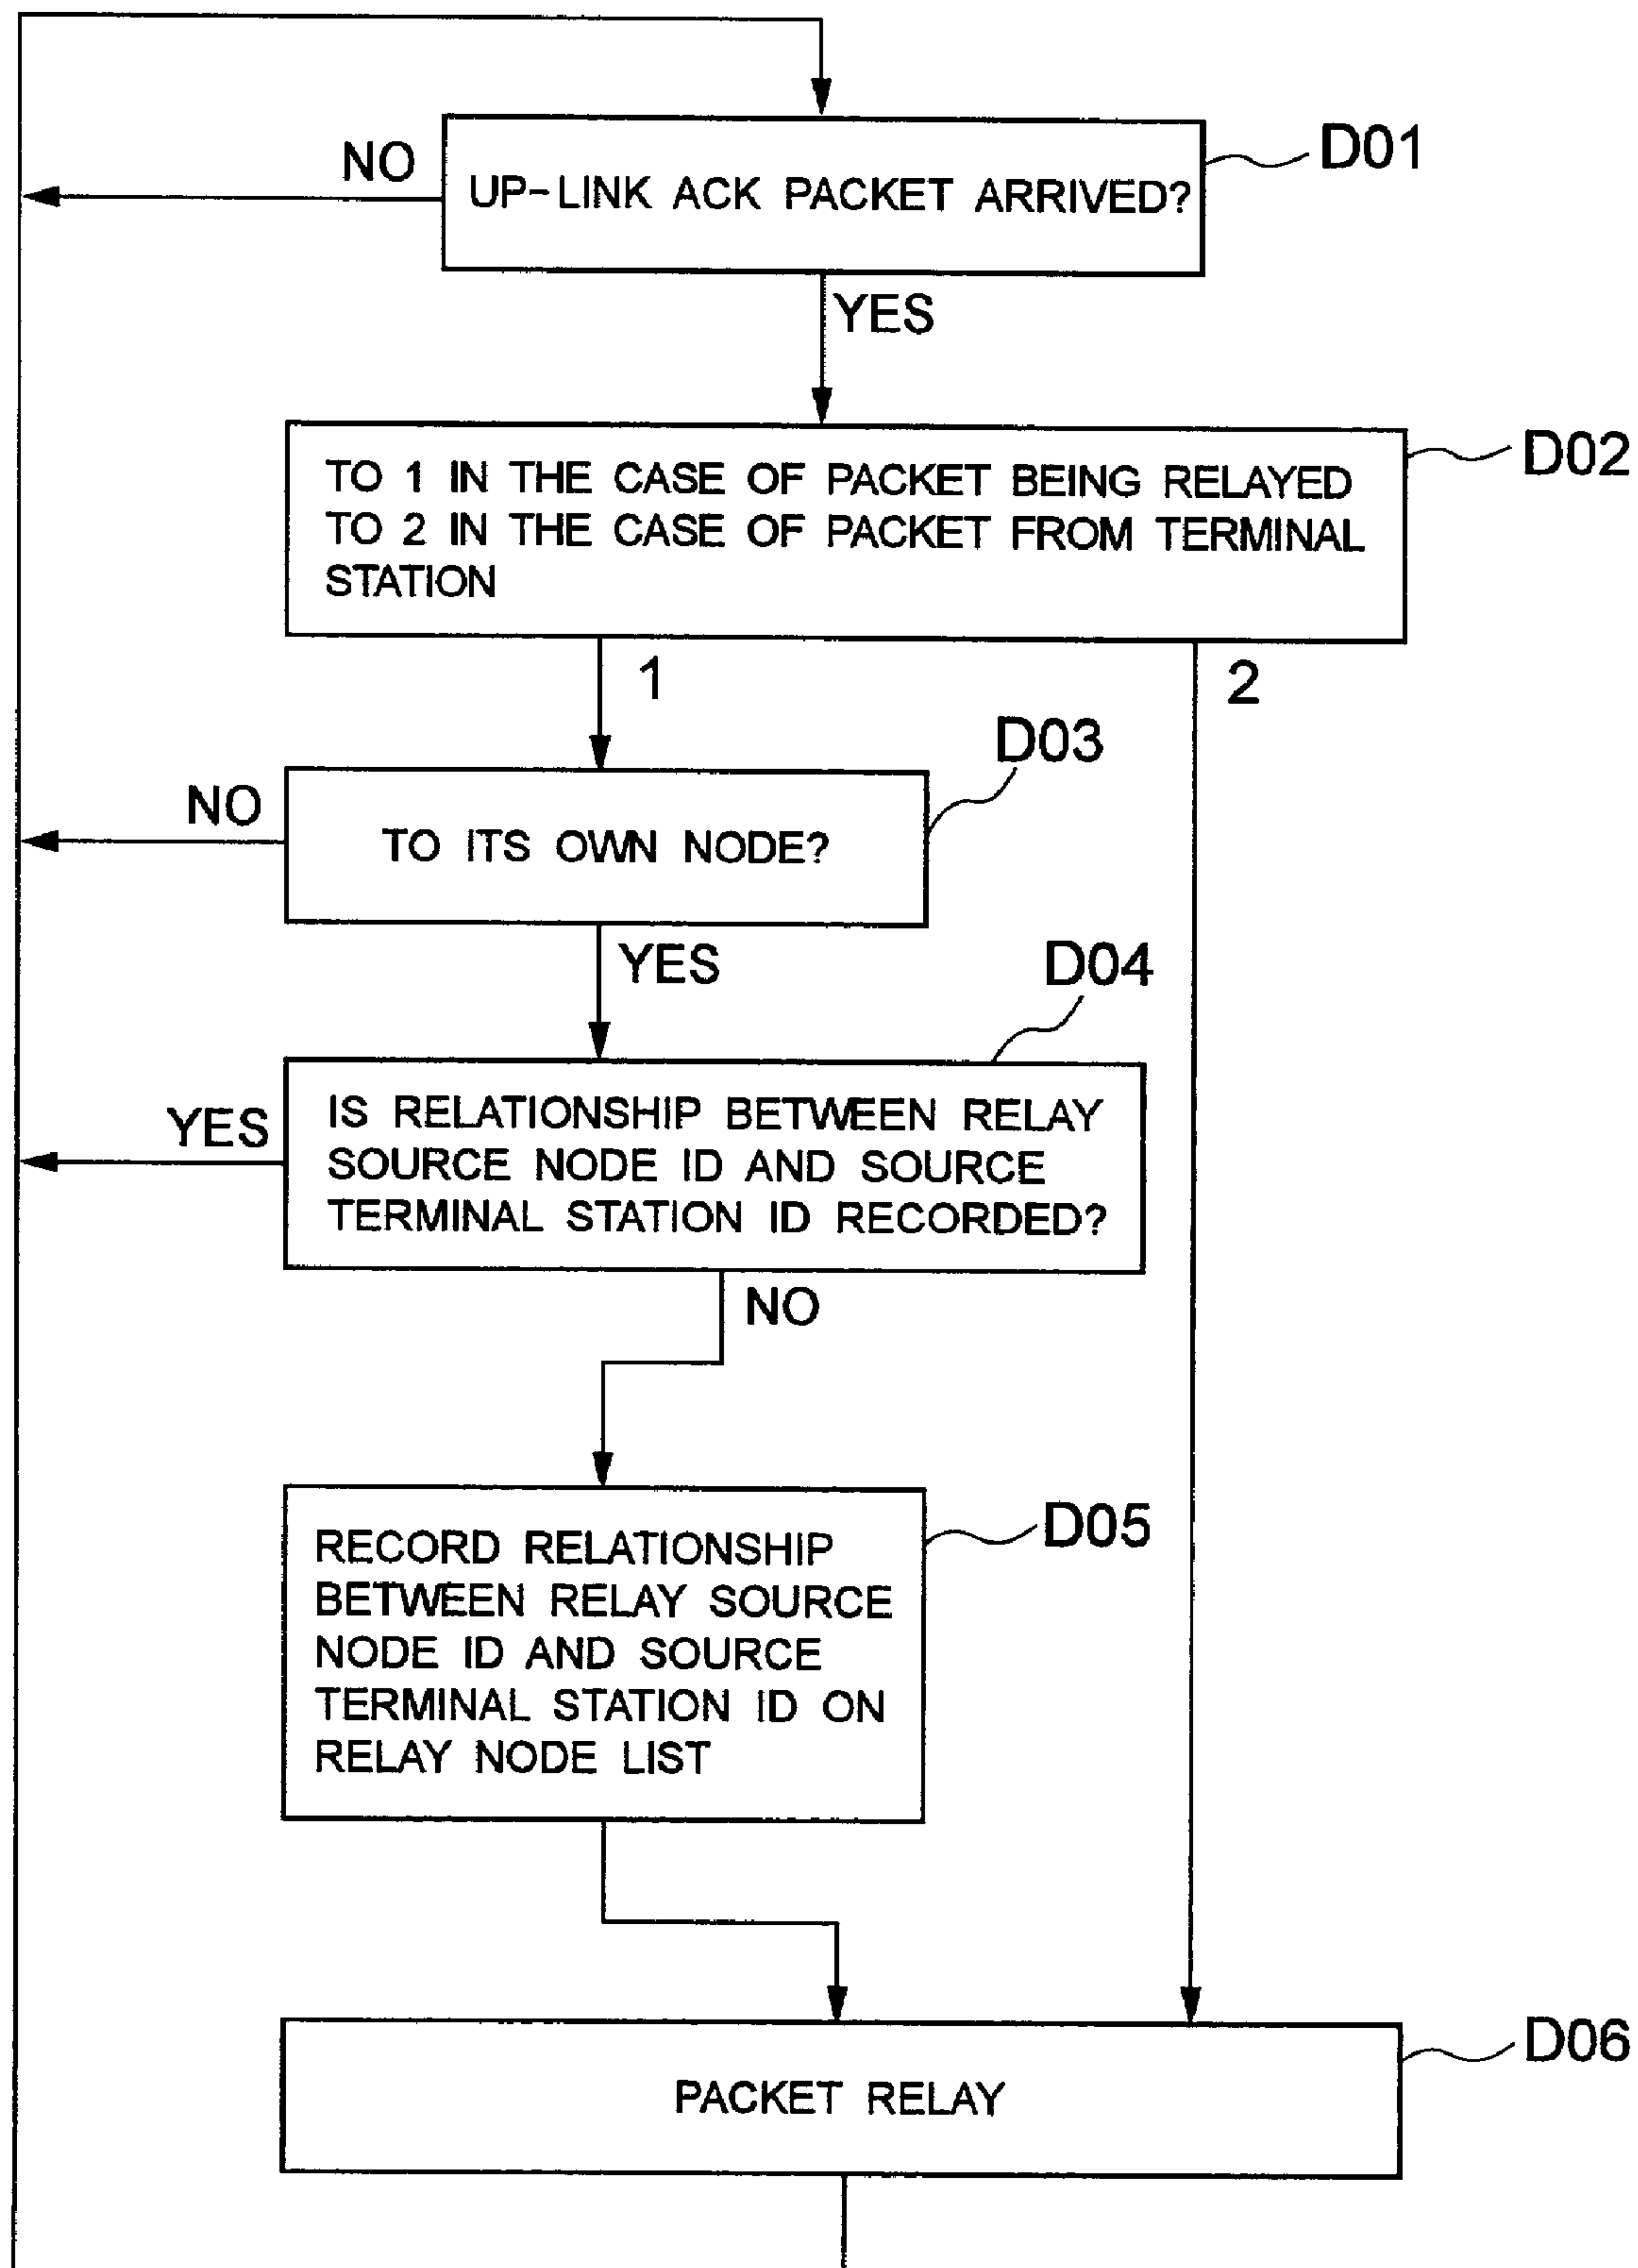 D01
NO
UP-LINK ACK PACKET ARRIVED?
YES
D02
TO 1 IN THE CASE OF PACKET BEING RELAYED
TO 2 IN THE CASE OF PACKET FROM TERMINAL
STATION
1
2
D03
NO
TO ITS OWN NODE?
YES
D04
YES
IS RELATIONSHIP BETWEEN RELAY
SOURCE NODE ID AND SOURCE
TERMINAL STATION ID RECORDED?
NO
D05
RECORD RELATIONSHIP
BETWEEN RELAY SOURCE
NODE ID AND SOURCE
TERMINAL STATION ID ON
RELAY NODE LIST
D06
PACKET RELAY